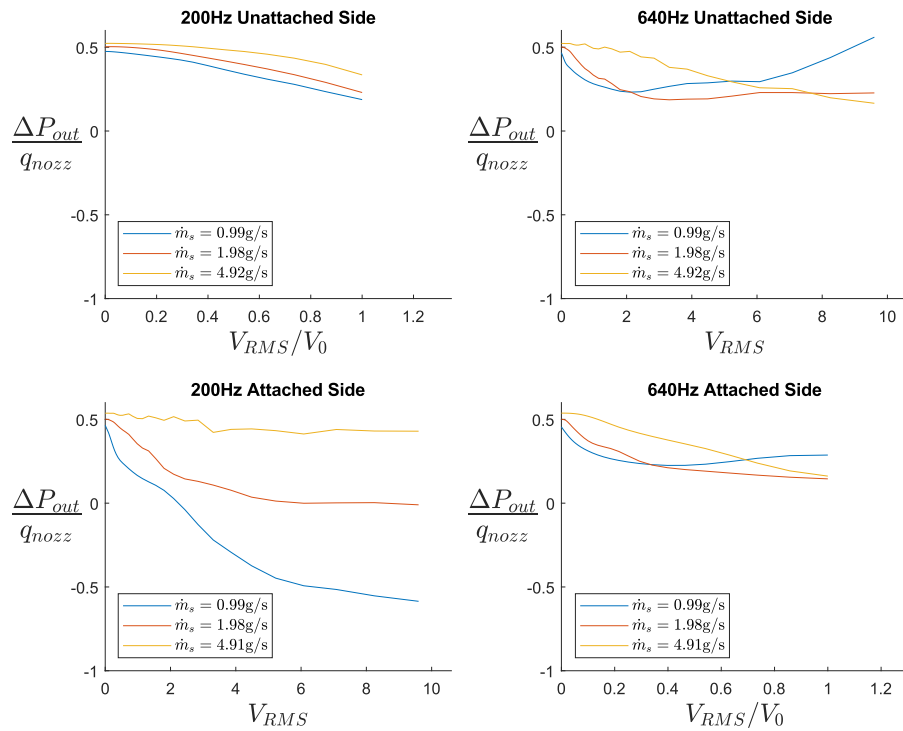 200Hz Unattached Side
0.5
0
-0.5
-1
ΔP_out
q_nozz
ṁ_s = 0.99g/s
ṁ_s = 1.98g/s
ṁ_s = 4.92g/s
0 0.2 0.4 0.6 0.8 1 1.2
V_RMS/V_0
640Hz Unattached Side
0.5
0
-0.5
-1
ΔP_out
q_nozz
ṁ_s = 0.99g/s
ṁ_s = 1.98g/s
ṁ_s = 4.92g/s
0 2 4 6 8 10
V_RMS
200Hz Attached Side
0.5
0
-0.5
-1
ΔP_out
q_nozz
ṁ_s = 0.99g/s
ṁ_s = 1.98g/s
ṁ_s = 4.91g/s
0 2 4 6 8 10
V_RMS
640Hz Attached Side
0.5
0
-0.5
-1
ΔP_out
q_nozz
ṁ_s = 0.99g/s
ṁ_s = 1.98g/s
ṁ_s = 4.91g/s
0 0.2 0.4 0.6 0.8 1 1.2
V_RMS/V_0